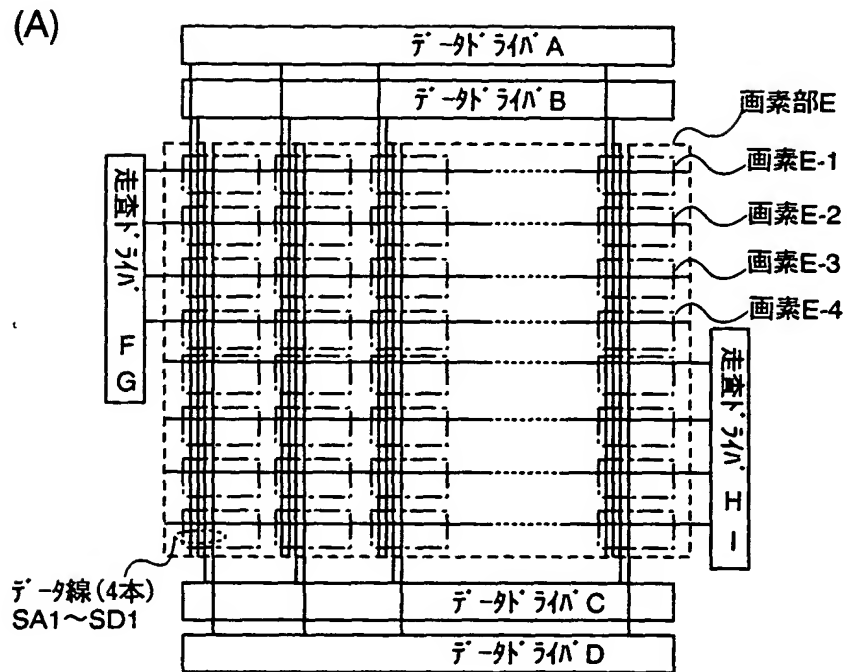 (A)
データドライバA
データドライバB
画素部E
画素E-1
画素E-2
画素E-3
画素E-4
走査ドライバ F G
走査ドライバ エ ー
データ線(4本)
SA1～SD1
データドライバC
データドライバD